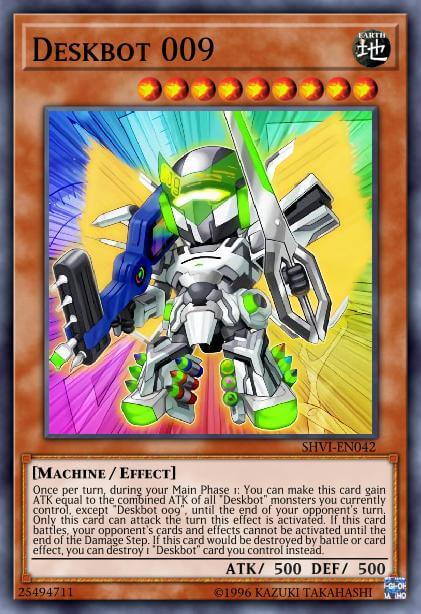 DESKBOT 009
EARTH
地
09
SHVI-EN042
[MACHINE / EFFECT]
Once per turn, during your Main Phase 1: You can make this card gain
ATK equal to the combined ATK of all "Deskbot" monsters you currently
control, except "Deskbot 009", until the end of your opponent's turn.
Only this card can attack the turn this effect is activated. If this card
battles, your opponent's cards and effects cannot be activated until the
end of the Damage Step. If this card would be destroyed by battle or card
effect, you can destroy 1 "Deskbot" card you control instead.
ATK/ 500 DEF/ 500
25494711
©1996 KAZUKI TAKAHASHI